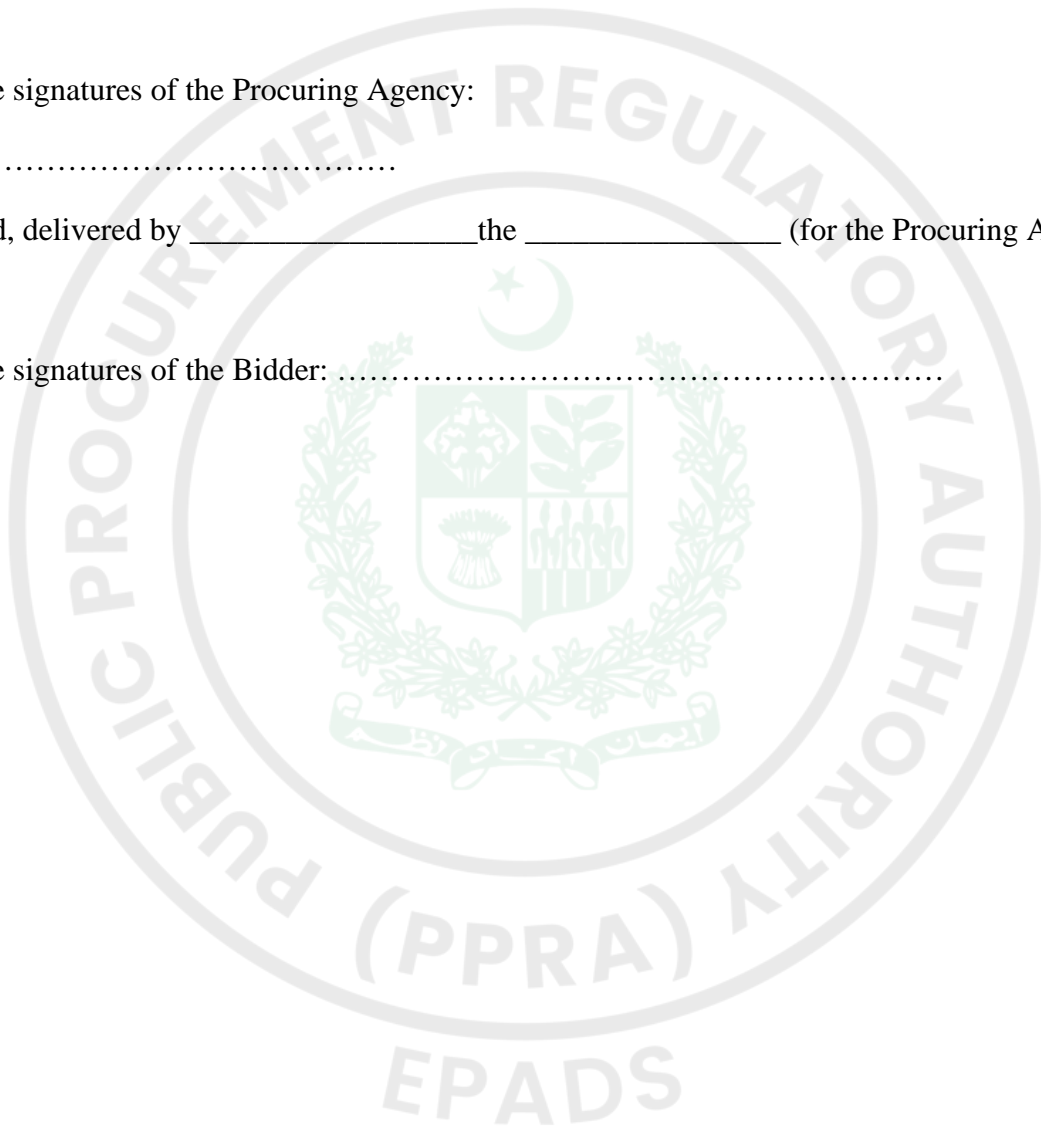 e signatures of the Procuring Agency:
………………………………….
d, delivered by __________________the ________________ (for the Procuring A
e signatures of the Bidder: ……………………………………………………
PUBLIC PROCUREMENT REGULATORY AUTHORITY
(PPRA)
EPADS